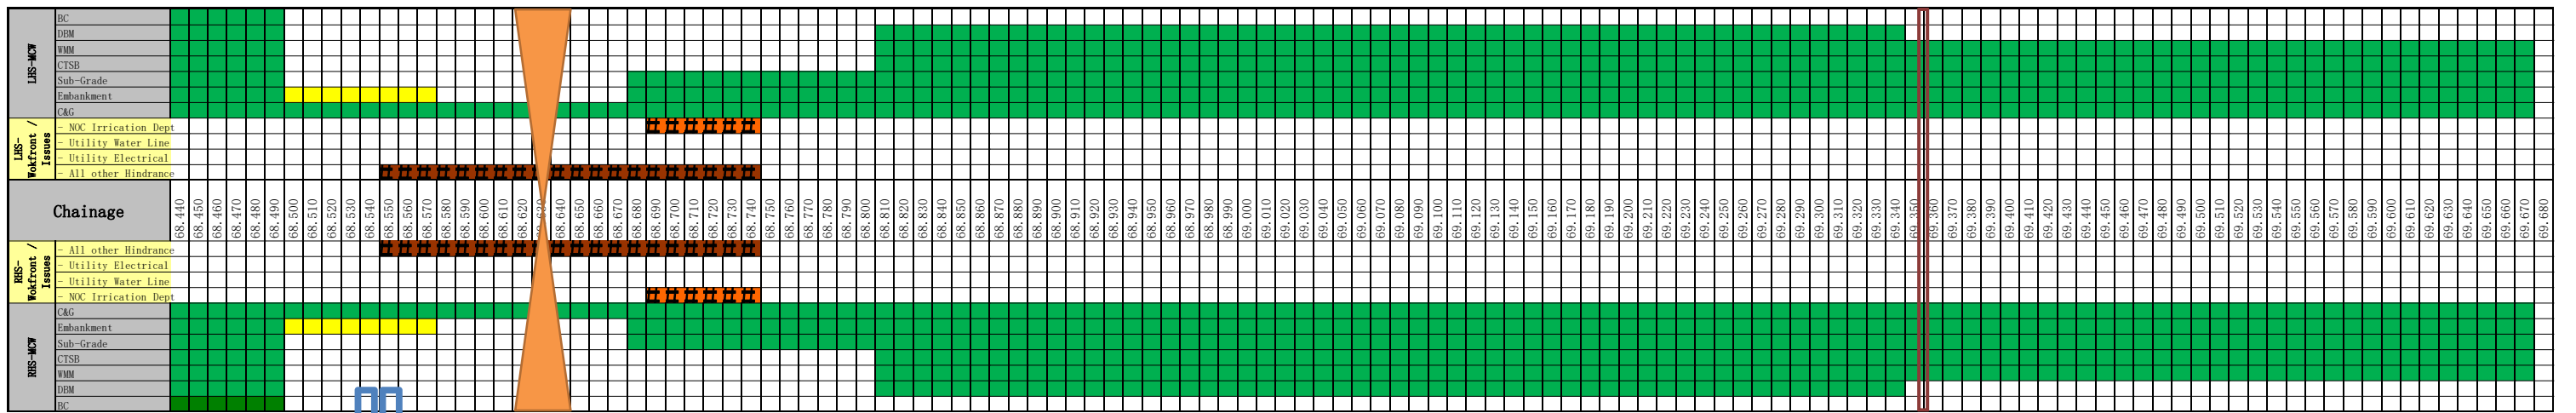 LHS-MCW
BC
DBM
WMM
CTSB
Sub-Grade
Embankment
C&G
LHS-
Wokfront /
Issues
- NOC Irrication Dept
- Utility Water Line
- Utility Electrical
- All other Hindrance
Chainage
68.440 68.450 68.460 68.470 68.480 68.490 68.500 68.510 68.520 68.530 68.540 68.550 68.560 68.570 68.580 68.590 68.600 68.610 68.620 68.640 68.650 68.660 68.670 68.680 68.690 68.700 68.710 68.720 68.730 68.740 68.750 68.760 68.770 68.780 68.790 68.800 68.810 68.820 68.830 68.840 68.850 68.860 68.870 68.880 68.890 68.900 68.910 68.920 68.930 68.940 68.950 68.960 68.970 68.980 68.990 69.000 69.010 69.020 69.030 69.040 69.050 69.060 69.070 69.080 69.090 69.100 69.110 69.120 69.130 69.140 69.150 69.160 69.170 69.180 69.190 69.200 69.210 69.220 69.230 69.240 69.250 69.260 69.270 69.280 69.290 69.300 69.310 69.320 69.330 69.340 69.350 69.360 69.370 69.380 69.390 69.400 69.410 69.420 69.430 69.440 69.450 69.460 69.470 69.480 69.490 69.500 69.510 69.520 69.530 69.540 69.550 69.560 69.570 69.580 69.590 69.600 69.610 69.620 69.630 69.640 69.650 69.660 69.670 69.680
RHS-
Wokfront /
Issues
- All other Hindrance
- Utility Electrical
- Utility Water Line
- NOC Irrication Dept
RHS-MCW
C&G
Embankment
Sub-Grade
CTSB
WMM
DBM
BC